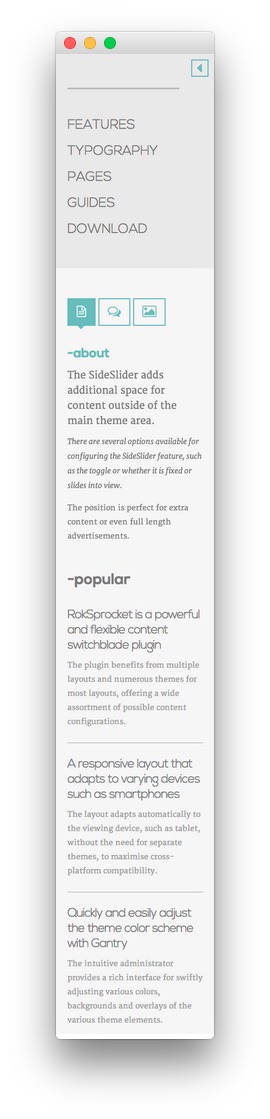 FEATURES
TYPOGRAPHY
PAGES
GUIDES
DOWNLOAD
-about
The SideSlider adds
additional space for
content outside of the
main theme area.
There are several options available for
configuring the SideSlider feature, such
as the toggle or whether it is fixed or
slides into view.
The position is perfect for extra
content or even full length
advertisements.
-popular
RokSprocket is a powerful
and flexible content
switchblade plugin
The plugin benefits from multiple
layouts and numerous themes for
most layouts, offering a wide
assortment of possible content
configurations.
A responsive layout that
adapts to varying devices
such as smartphones
The layout adapts automatically to
the viewing device, such as tablet,
without the need for separate
themes, to maximise cross-
platform compatibility.
Quickly and easily adjust
the theme color scheme
with Gantry
The intuitive administrator
provides a rich interface for swiftly
adjusting various colors,
backgrounds and overlays of the
various theme elements.